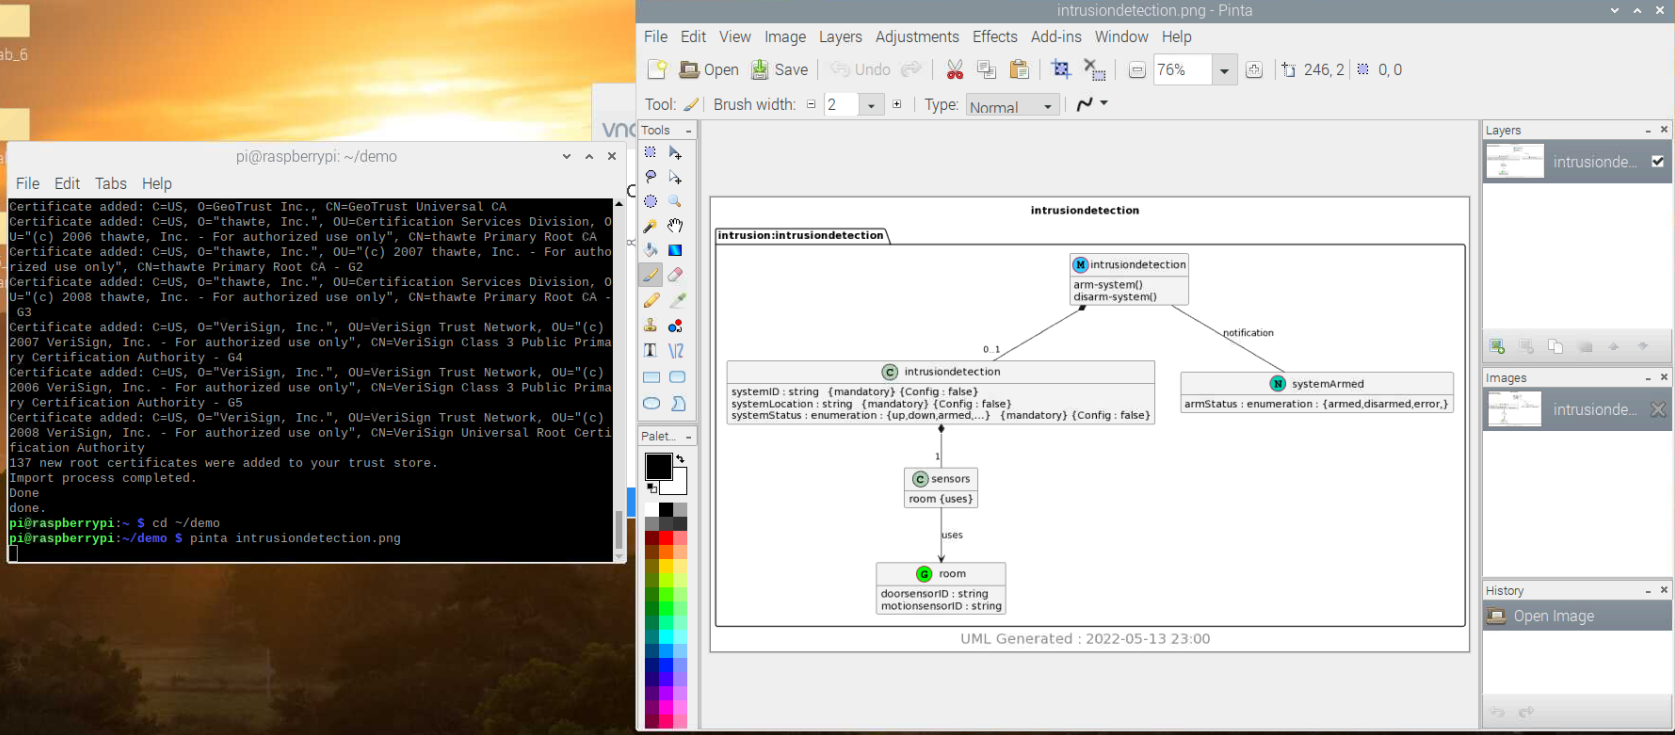 ab_6
vnc
pi@raspberrypi: ~/demo
File Edit Tabs Help
Certificate added: C=US, O=GeoTrust Inc., CN=GeoTrust Universal CA
Certificate added: C=US, O="thawte, Inc.", OU=Certification Services Division, O
U="(c) 2006 thawte, Inc. - For authorized use only", CN=thawte Primary Root CA
Certificate added: C=US, O="thawte, Inc.", OU="(c) 2007 thawte, Inc. - For autho
rized use only", CN=thawte Primary Root CA - G2
Certificate added: C=US, O="thawte, Inc.", OU=Certification Services Division, O
U="(c) 2008 thawte, Inc. - For authorized use only", CN=thawte Primary Root CA -
G3
Certificate added: C=US, O="VeriSign, Inc.", OU=VeriSign Trust Network, OU="(c)
2007 VeriSign, Inc. - For authorized use only", CN=VeriSign Class 3 Public Prima
ry Certification Authority - G4
Certificate added: C=US, O="VeriSign, Inc.", OU=VeriSign Trust Network, OU="(c)
2006 VeriSign, Inc. - For authorized use only", CN=VeriSign Class 3 Public Prima
ry Certification Authority - G5
Certificate added: C=US, O="VeriSign, Inc.", OU=VeriSign Trust Network, OU="(c)
2008 VeriSign, Inc. - For authorized use only", CN=VeriSign Universal Root Certi
fication Authority
137 new root certificates were added to your trust store.
Import process completed.
Done
done.
pi@raspberrypi:~ $ cd ~/demo
pi@raspberrypi:~/demo $ pinta intrusiondetection.png
intrusiondetection.png - Pinta
File Edit View Image Layers Adjustments Effects Add-ins Window Help
Open Save Undo 76% 246, 2 0, 0
Tool: Brush width: 2 Type: Normal
Tools
Palet...
intrusiondetection
intrusion:intrusiondetection
M intrusiondetection
arm-system()
disarm-system()
notification
0..1
C intrusiondetection
systemID : string {mandatory} {Config : false}
systemLocation : string {mandatory} {Config : false}
systemStatus : enumeration : {up,down,armed,...} {mandatory} {Config : false}
N systemArmed
armStatus : enumeration : {armed,disarmed,error,}
1
C sensors
room {uses}
uses
G room
doorsensorID : string
motionsensorID : string
UML Generated : 2022-05-13 23:00
Layers
intrusionde...
Images
intrusionde...
History
Open Image